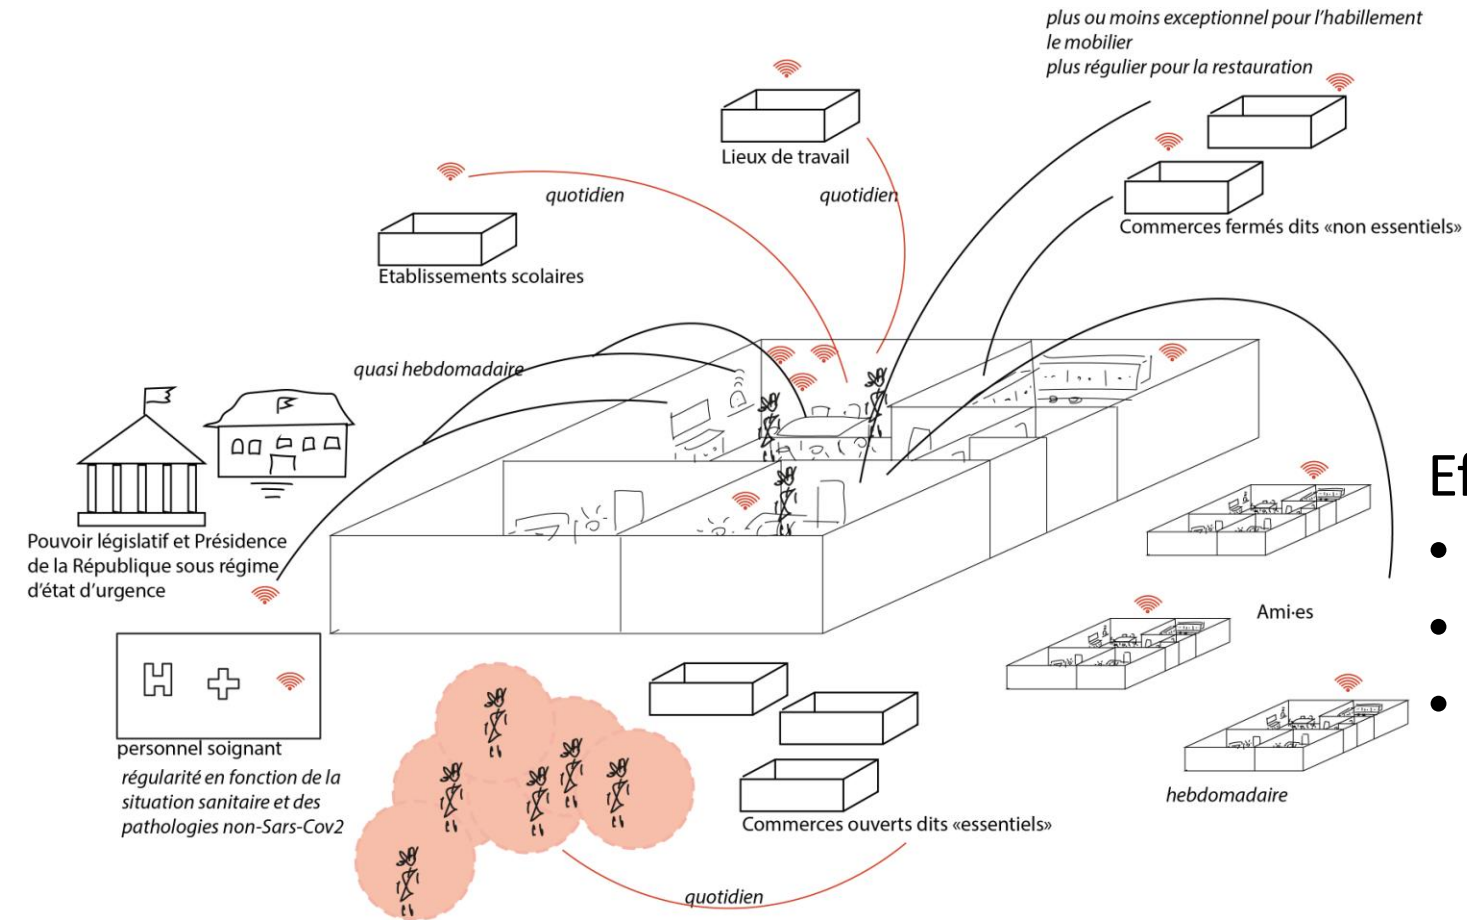 plus ou moins exceptionnel pour l'habillement
le mobilier
plus régulier pour la restauration
Lieux de travail
quotidien
quotidien
Commerces fermés dits «non essentiels»
Etablissements scolaires
quasi hebdomadaire
Pouvoir législatif et Présidence
de la République sous régime
d'état d'urgence
Ef
Ami·es
H
personnel soignant
régularité en fonction de la
situation sanitaire et des
pathologies non-Sars-Cov2
hebdomadaire
Commerces ouverts dits «essentiels»
quotidien